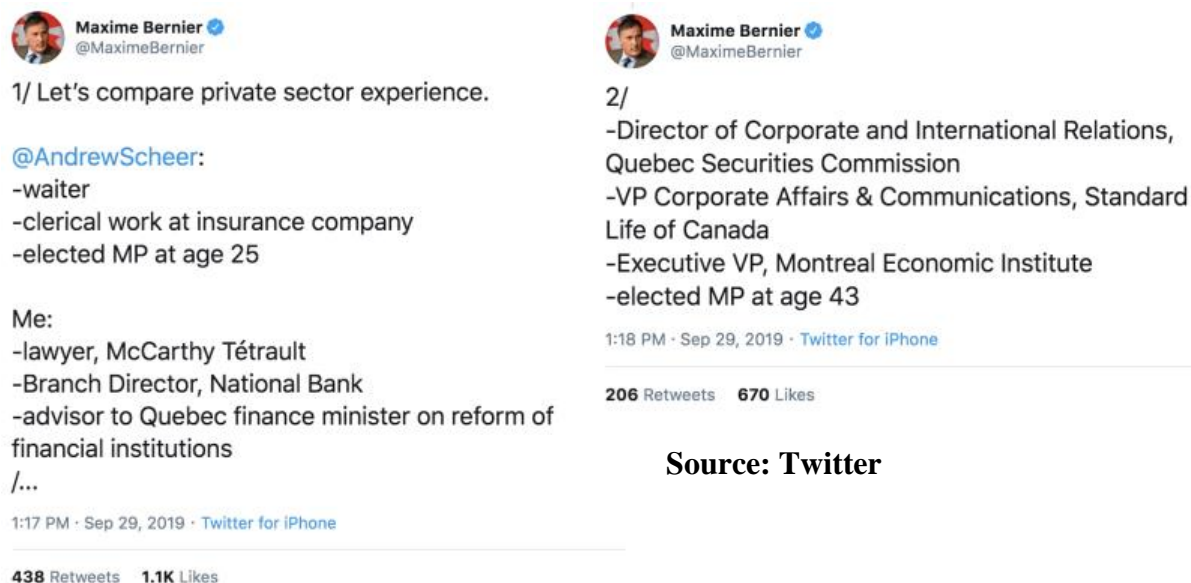 Maxime Bernier
@MaximeBernier
1/ Let's compare private sector experience.
@AndrewScheer:
-waiter
-clerical work at insurance company
-elected MP at age 25
Me:
-lawyer, McCarthy Tétrault
-Branch Director, National Bank
-advisor to Quebec finance minister on reform of
financial institutions
/...
1:17 PM · Sep 29, 2019 · Twitter for iPhone
438 Retweets 1.1K Likes
Maxime Bernier
@MaximeBernier
2/
-Director of Corporate and International Relations,
Quebec Securities Commission
-VP Corporate Affairs & Communications, Standard
Life of Canada
-Executive VP, Montreal Economic Institute
-elected MP at age 43
1:18 PM · Sep 29, 2019 · Twitter for iPhone
206 Retweets 670 Likes
Source: Twitter